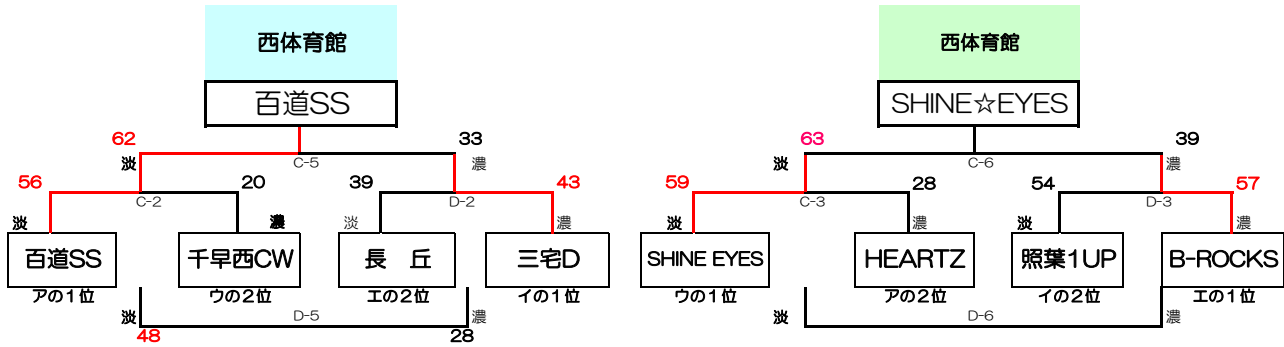 西体育館
百道SS
62
33
淡
C-5
濃
56
20
39
43
C-2
D-2
淡
濃
淡
濃
百道SS
千早西CW
長　丘
三宅D
アの1位
ウの2位
エの2位
イの1位
淡
D-5
濃
48
28
西体育館
SHINE☆EYES
63
39
淡
C-6
濃
59
28
54
57
C-3
D-3
淡
濃
淡
濃
SHINE EYES
HEARTZ
照葉1UP
B-ROCKS
ウの1位
アの2位
イの2位
エの1位
淡
D-6
濃